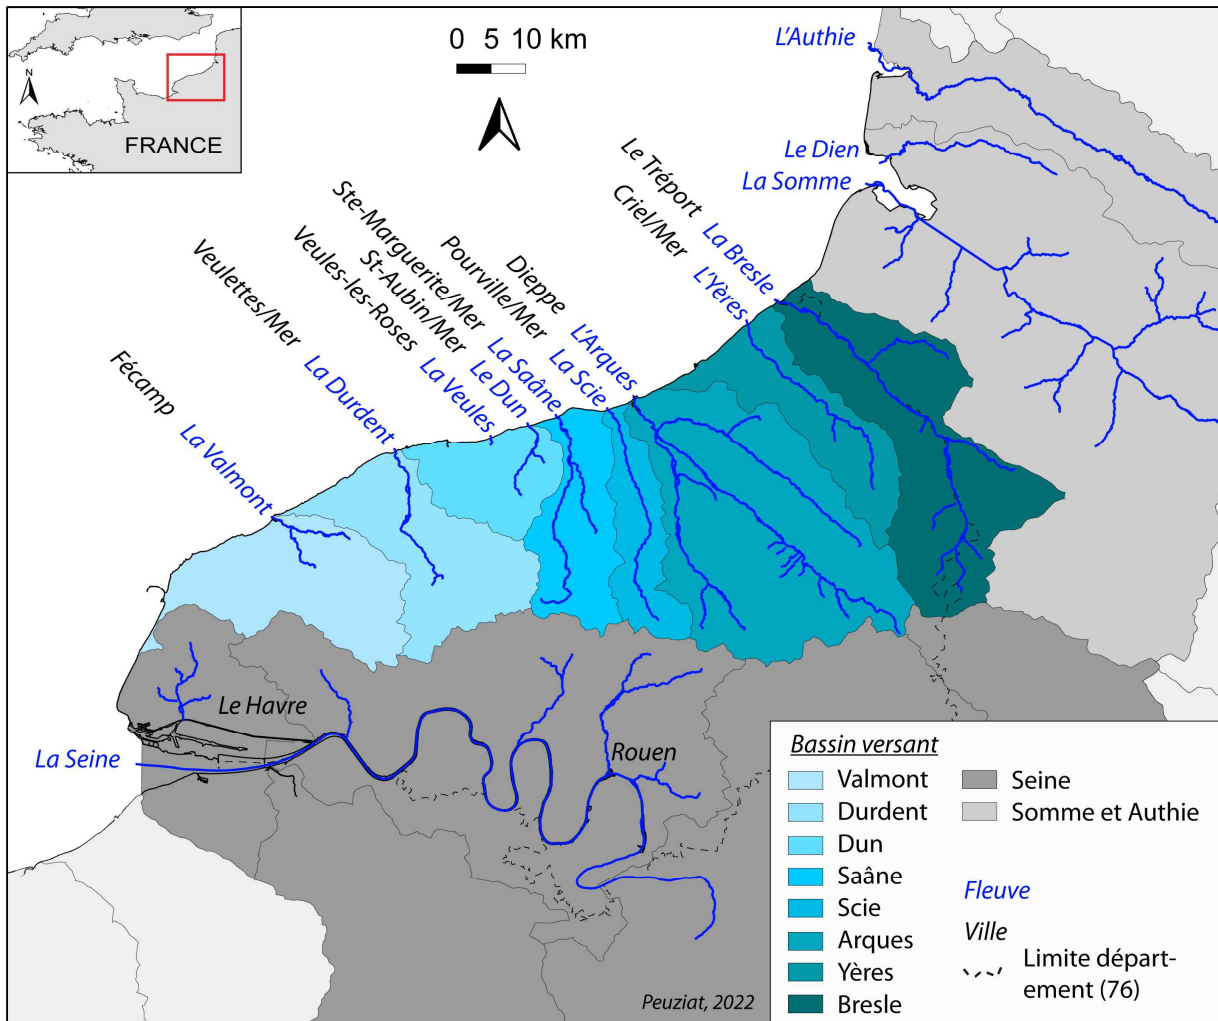 N
FRANCE
0 5 10 km
L'Authie
Le Dien
La Somme
Le Tréport
Criel/Mer
La Bresle
L'Yères
Dieppe
Pourville/Mer
Ste-Marguerite/Mer
St-Aubin/Mer
Veules-les-Roses
Veulettes/Mer
Fécamp
L'Arques
La Scie
La Saâne
Le Dun
La Veules
La Durdent
La Valmont
Le Havre
La Seine
Rouen
Bassin versant
Valmont
Durdent
Dun
Saâne
Scie
Arques
Yères
Bresle
Seine
Somme et Authie
Fleuve
Ville
Limite départ-
ement (76)
Peuziat, 2022